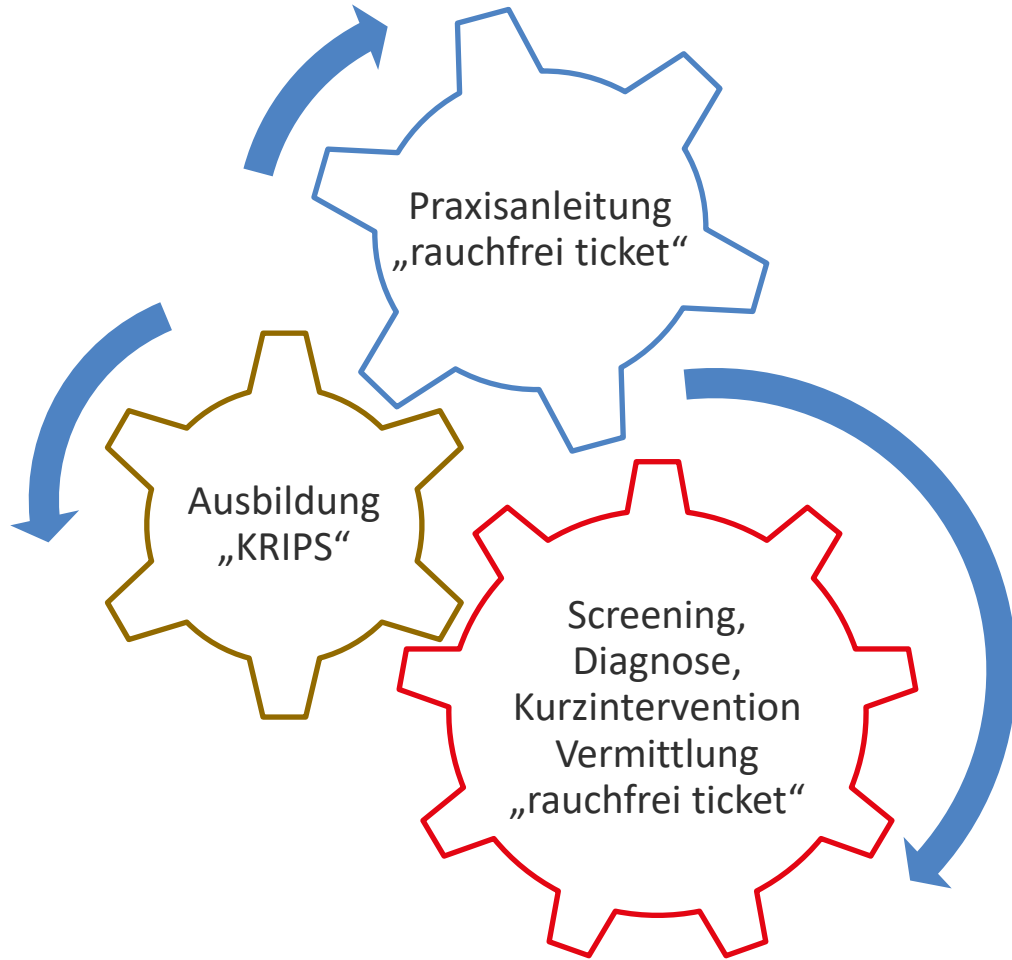 Praxisanleitung
„rauchfrei ticket“
Ausbildung
„KRIPS“
Screening,
Diagnose,
Kurzintervention
Vermittlung
„rauchfrei ticket“